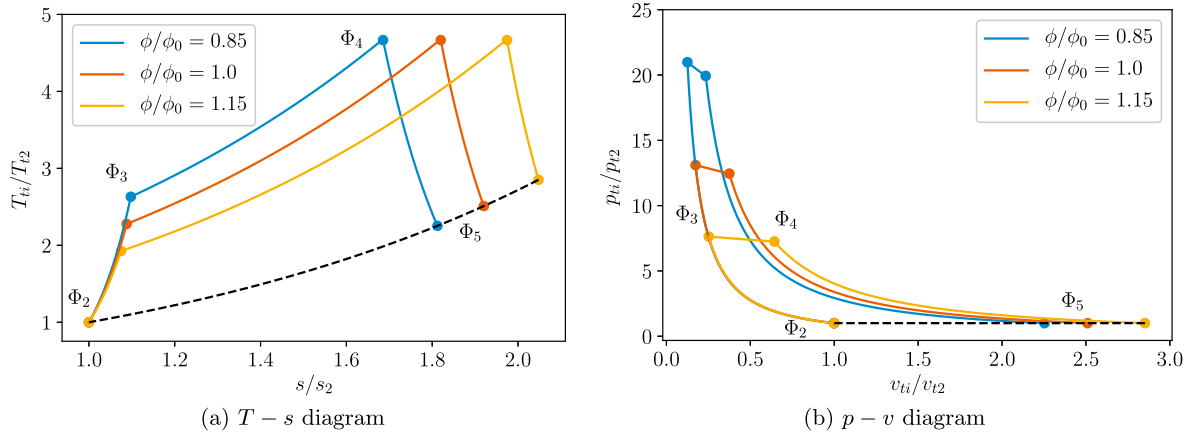 5
4
3
2
1
T_{ti}/T_{t2}
ϕ/ϕ_0 = 0.85
ϕ/ϕ_0 = 1.0
ϕ/ϕ_0 = 1.15
Φ_4
Φ_3
Φ_2
Φ_5
1.0 1.2 1.4 1.6 1.8 2.0
s/s_2
(a) T − s diagram
25
20
15
10
5
0
p_{ti}/p_{t2}
ϕ/ϕ_0 = 0.85
ϕ/ϕ_0 = 1.0
ϕ/ϕ_0 = 1.15
Φ_3
Φ_4
Φ_2
Φ_5
0.0 0.5 1.0 1.5 2.0 2.5 3.0
v_{ti}/v_{t2}
(b) p − v diagram